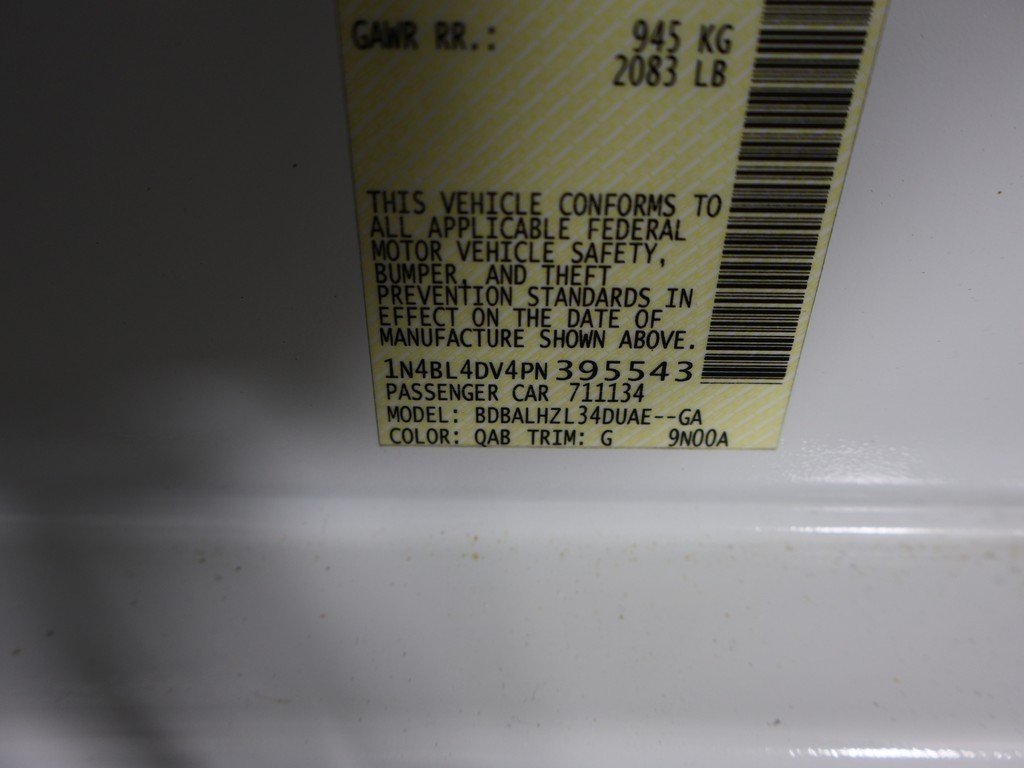 GAWR RR.: 945 KG
2083 LB
THIS VEHICLE CONFORMS TO
ALL APPLICABLE FEDERAL
MOTOR VEHICLE SAFETY,
BUMPER, AND THEFT
PREVENTION STANDARDS IN
EFFECT ON THE DATE OF
MANUFACTURE SHOWN ABOVE.
1N4BL4DV4PN395543
PASSENGER CAR 711134
MODEL: BDBALHZL34DUAE--GA
COLOR: QAB TRIM: G 9N00A